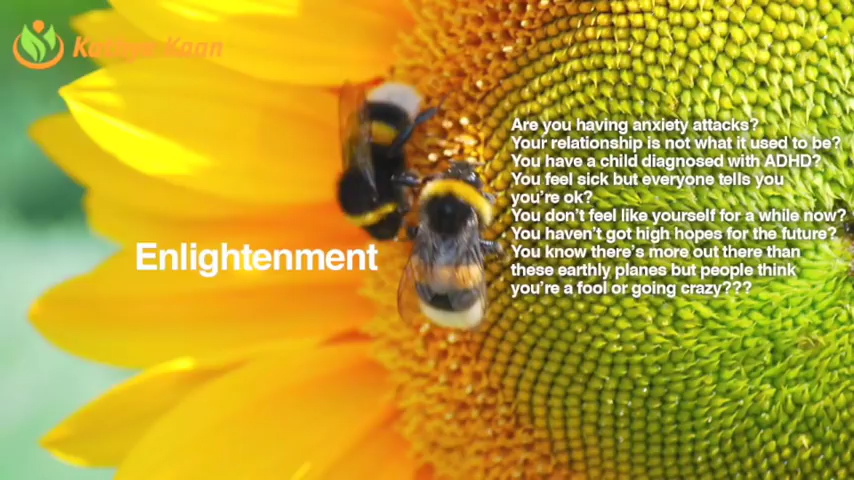 Kathya Kaan
Are you having anxiety attacks?
Your relationship is not what it used to be?
You have a child diagnosed with ADHD?
You feel sick but everyone tells you
you're ok?
You don't feel like yourself for a while now?
You haven't got high hopes for the future?
You know there's more out there than
these earthly planes but people think
you're a fool or going crazy???
Enlightenment